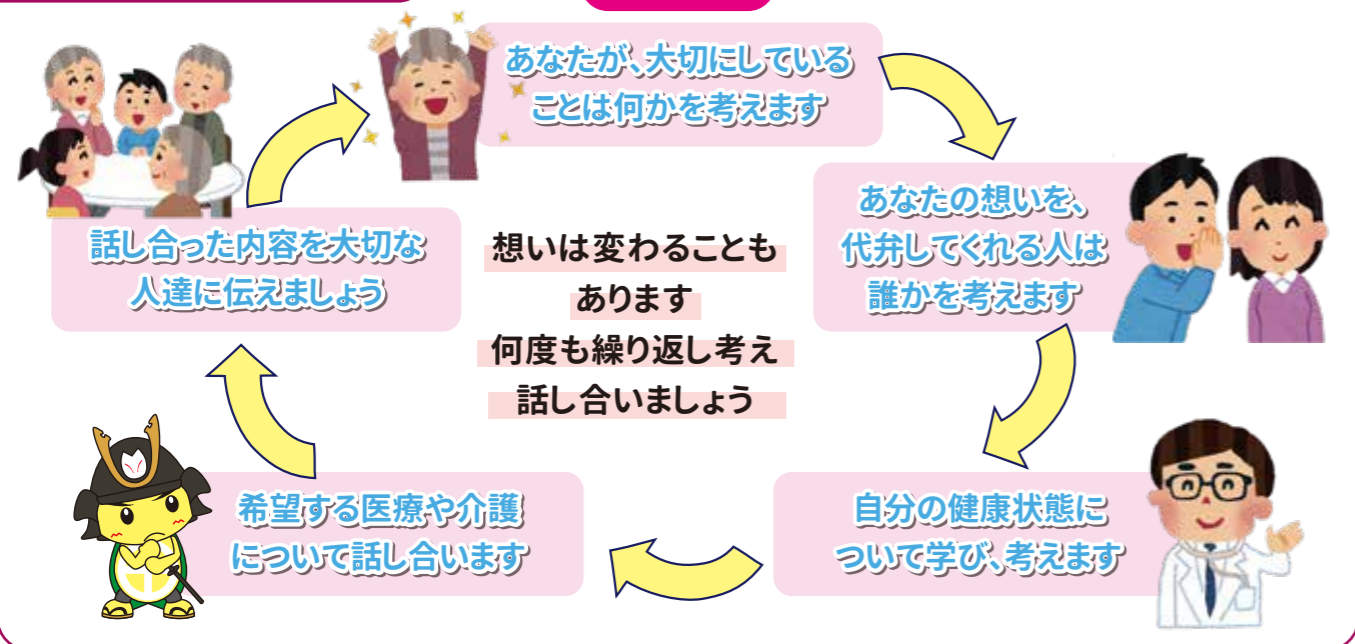 あなたが、大切にしている
ことは何かを考えます
あなたの想いを、
代弁してくれる人は
誰かを考えます
自分の健康状態に
ついて学び、考えます
希望する医療や介護
について話し合います
話し合った内容を大切な
人達に伝えましょう
想いは変わることも
あります
何度も繰り返し考え
話し合いましょう